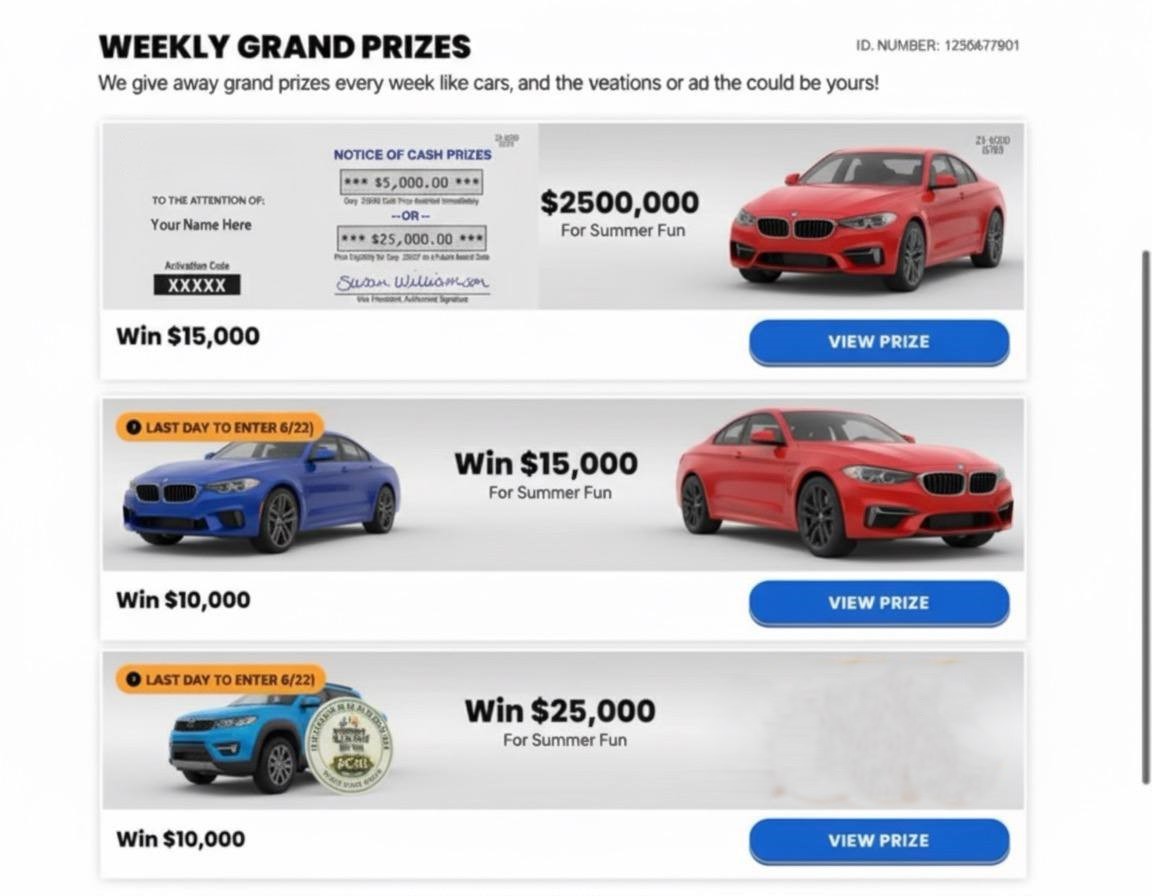 WEEKLY GRAND PRIZES
ID. NUMBER: 1256477901
We give away grand prizes every week like cars, and the veations or ad the could be yours!
NOTICE OF CASH PRIZES
*** $5,000.00 ***
--OR--
*** $25,000.00 ***
Susan Williamson
Vice President, Authorized Signature
TO THE ATTENTION OF:
Your Name Here
Activation Code
XXXXX
$2500,000
For Summer Fun
Win $15,000
VIEW PRIZE
LAST DAY TO ENTER 6/22)
Win $15,000
For Summer Fun
Win $10,000
VIEW PRIZE
LAST DAY TO ENTER 6/22)
Win $25,000
For Summer Fun
Win $10,000
VIEW PRIZE